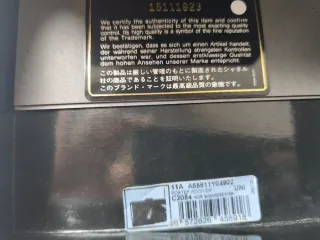 15111923
We certify the authenticity of this item and confirm
that it has been subjected to the most exacting quality
control. Its high quality is a symbol of the fine reputation
of the Trademark.
Wir bestätigen, dass es sich um einen Artikel handelt,
der während seiner Herstellung strengsten Kontrollen
unterworfen war, und dessen erstklassige Qualität
dem hohen Ansehen unserer Marke entspricht.
この製品は厳しい管理のもとに製造されたシャネル
社の商品であることを証明いたします。
このブランド・マークは最高級品質の象徴です。
11A UNI
C2084